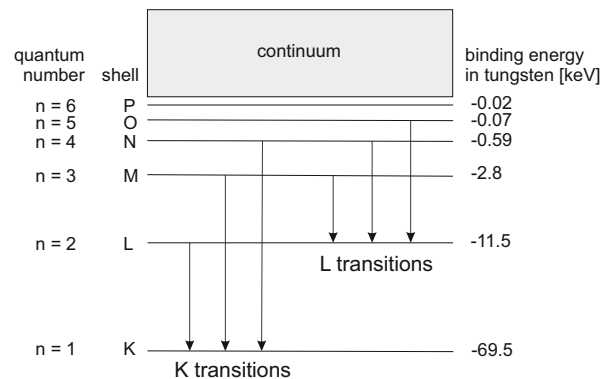 continuum
quantum number shell binding energy in tungsten [keV]
n = 6 P -0.02
n = 5 O -0.07
n = 4 N -0.59
n = 3 M -2.8
n = 2 L -11.5
L transitions
n = 1 K -69.5
K transitions